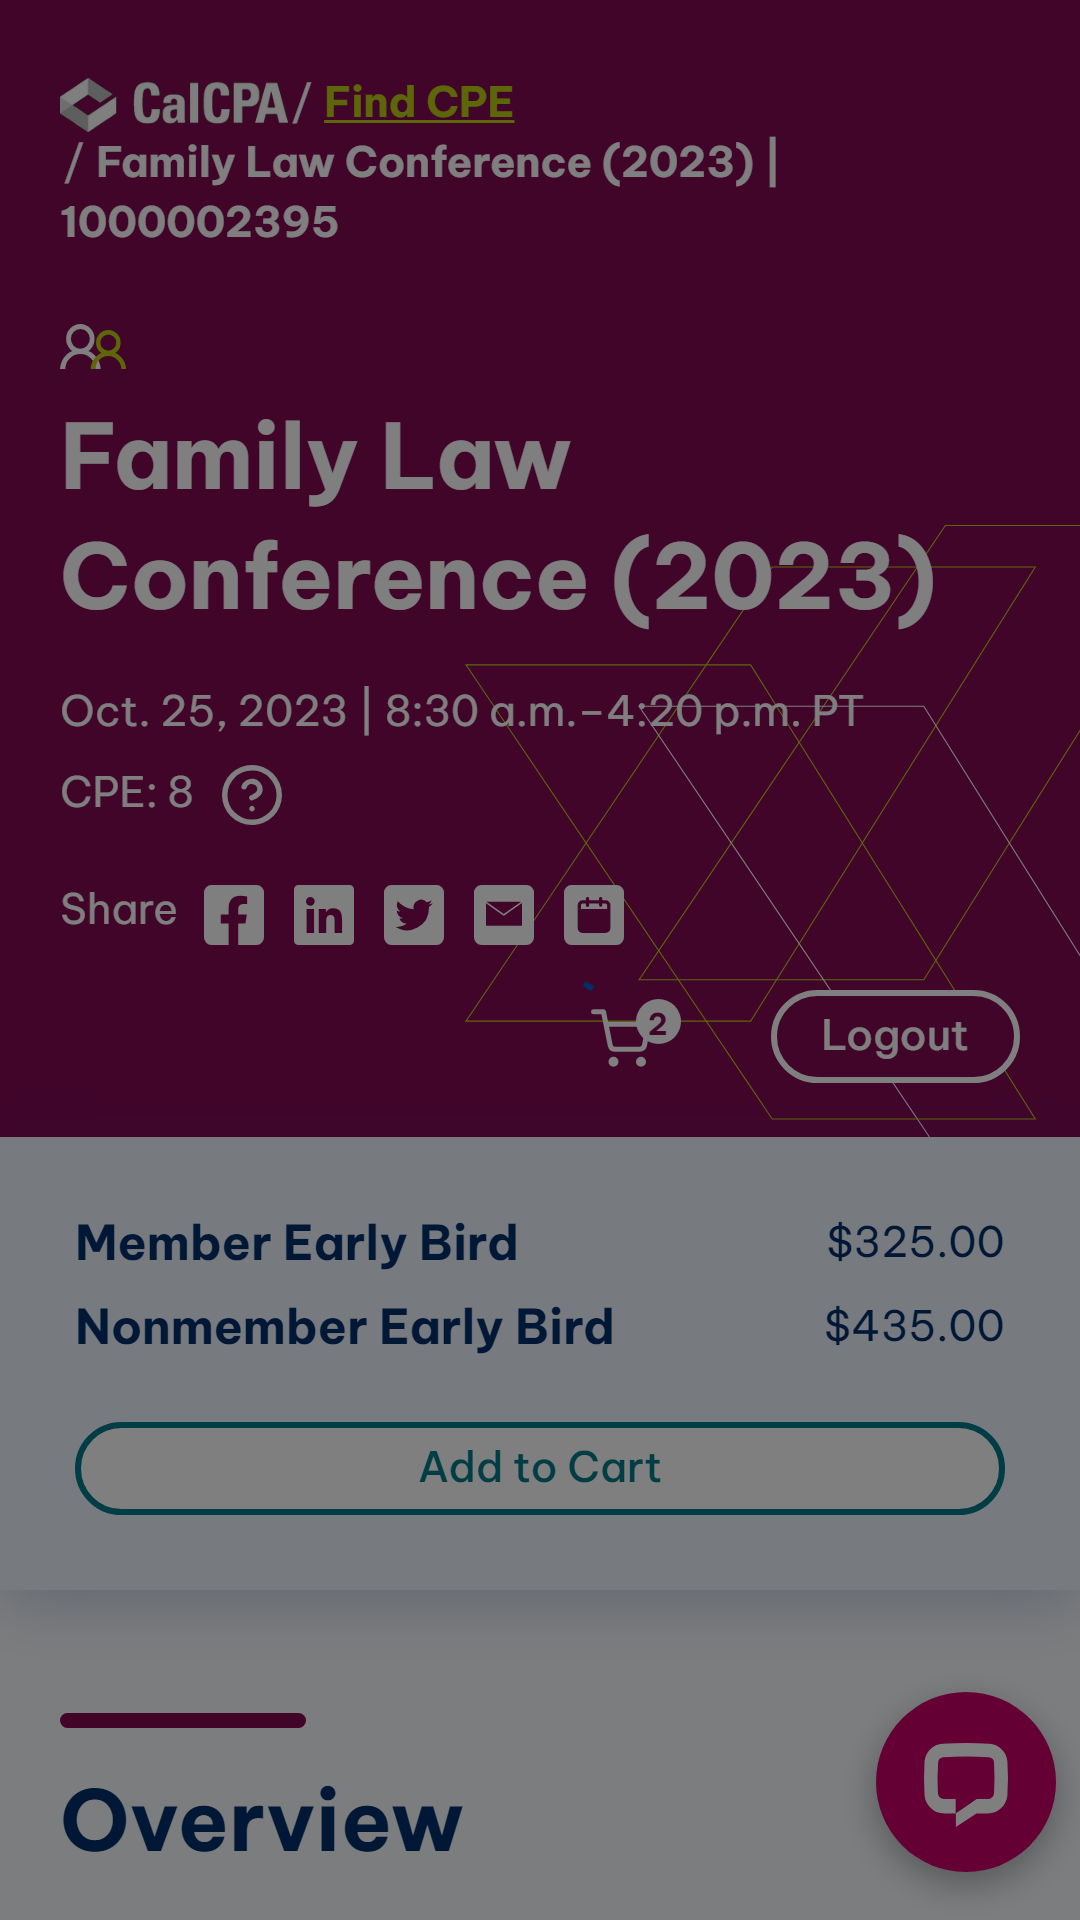 CalCPA / Find CPE
/ Family Law Conference (2023) |
1000002395
Family Law
Conference (2023)
Oct. 25, 2023 | 8:30 a.m.–4:20 p.m. PT
CPE: 8 ?
Share
2
Logout
Member Early Bird $325.00
Nonmember Early Bird $435.00
Add to Cart
Overview